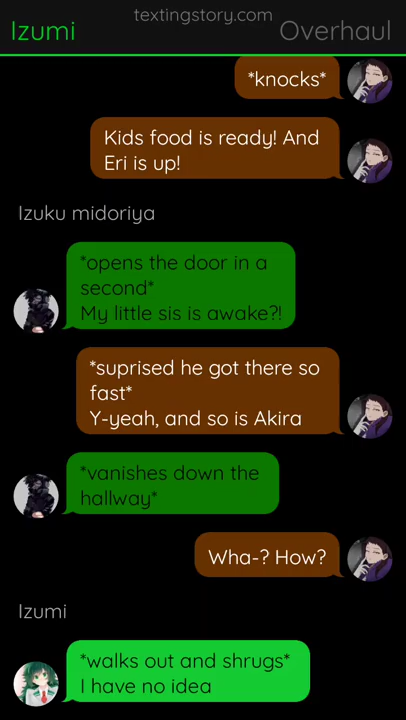 textingstory.com
Izumi
Overhaul
*knocks*
Kids food is ready! And
Eri is up!
Izuku midoriya
*opens the door in a
second*
My little sis is awake?!
*suprised he got there so
fast*
Y-yeah, and so is Akira
*vanishes down the
hallway*
Wha-? How?
Izumi
*walks out and shrugs*
I have no idea